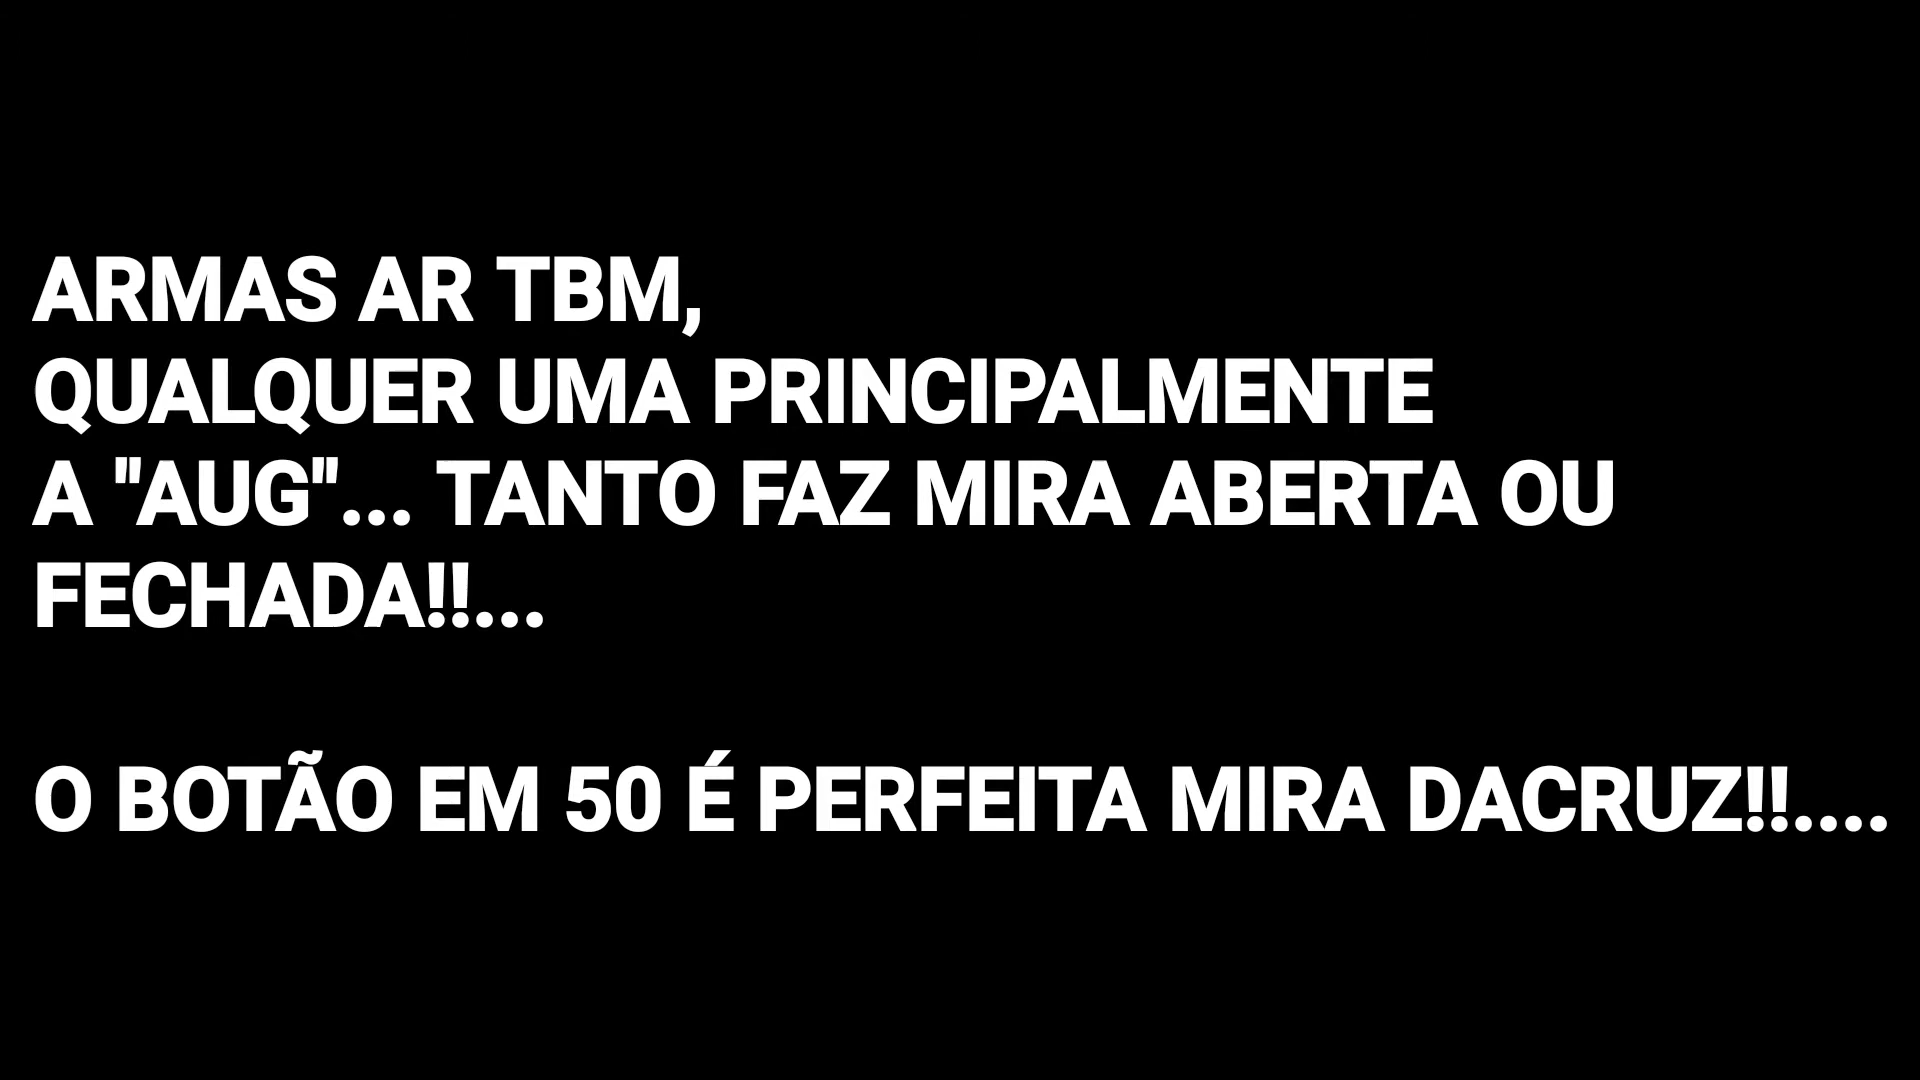 ARMAS AR TBM,
QUALQUER UMA PRINCIPALMENTE
A "AUG"... TANTO FAZ MIRA ABERTA OU
FECHADA!!...
O BOTÃO EM 50 É PERFEITA MIRA DACRUZ!!....